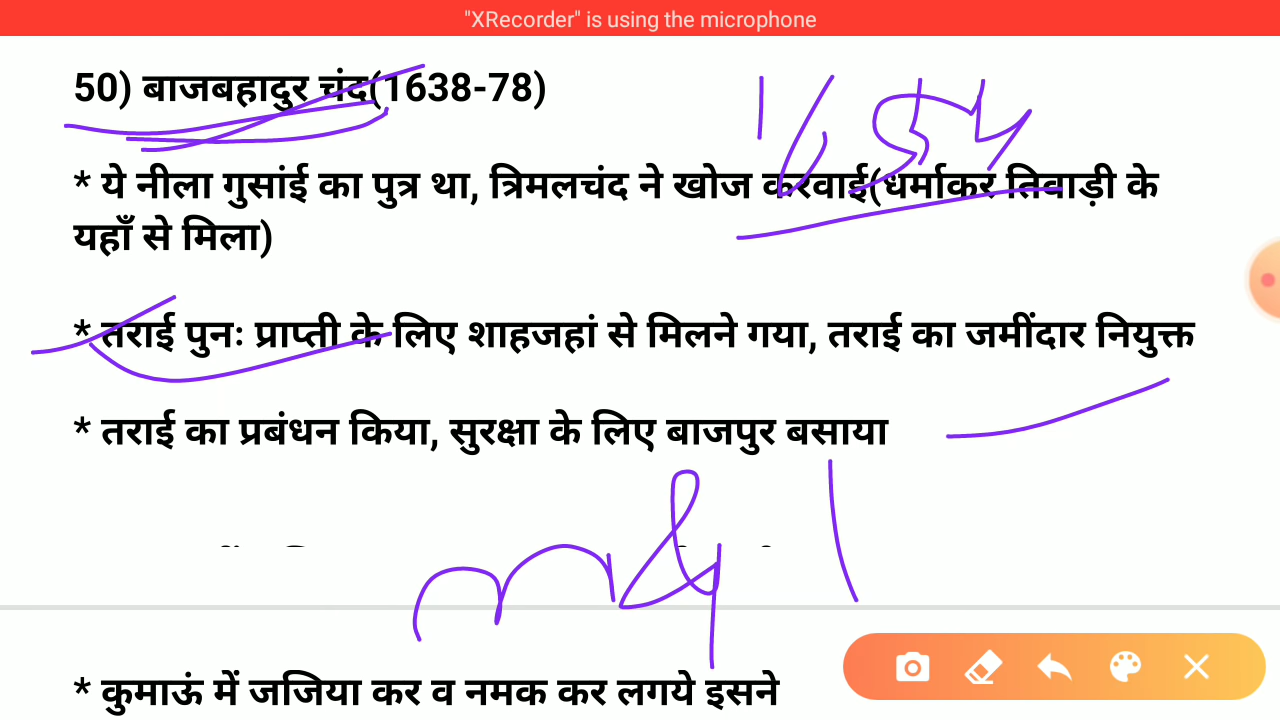 "XRecorder" is using the microphone
50) बाजबहादुर चंद(1638-78)
1654
* ये नीला गुसांई का पुत्र था, त्रिमलचंद ने खोज करवाई(धर्माकर तिवाड़ी के
यहाँ से मिला)
* तराई पुनः प्राप्ती के लिए शाहजहां से मिलने गया, तराई का जमींदार नियुक्त
* तराई का प्रबंधन किया, सुरक्षा के लिए बाजपुर बसाया
* कुमाऊं में जजिया कर व नमक कर लगये इसने